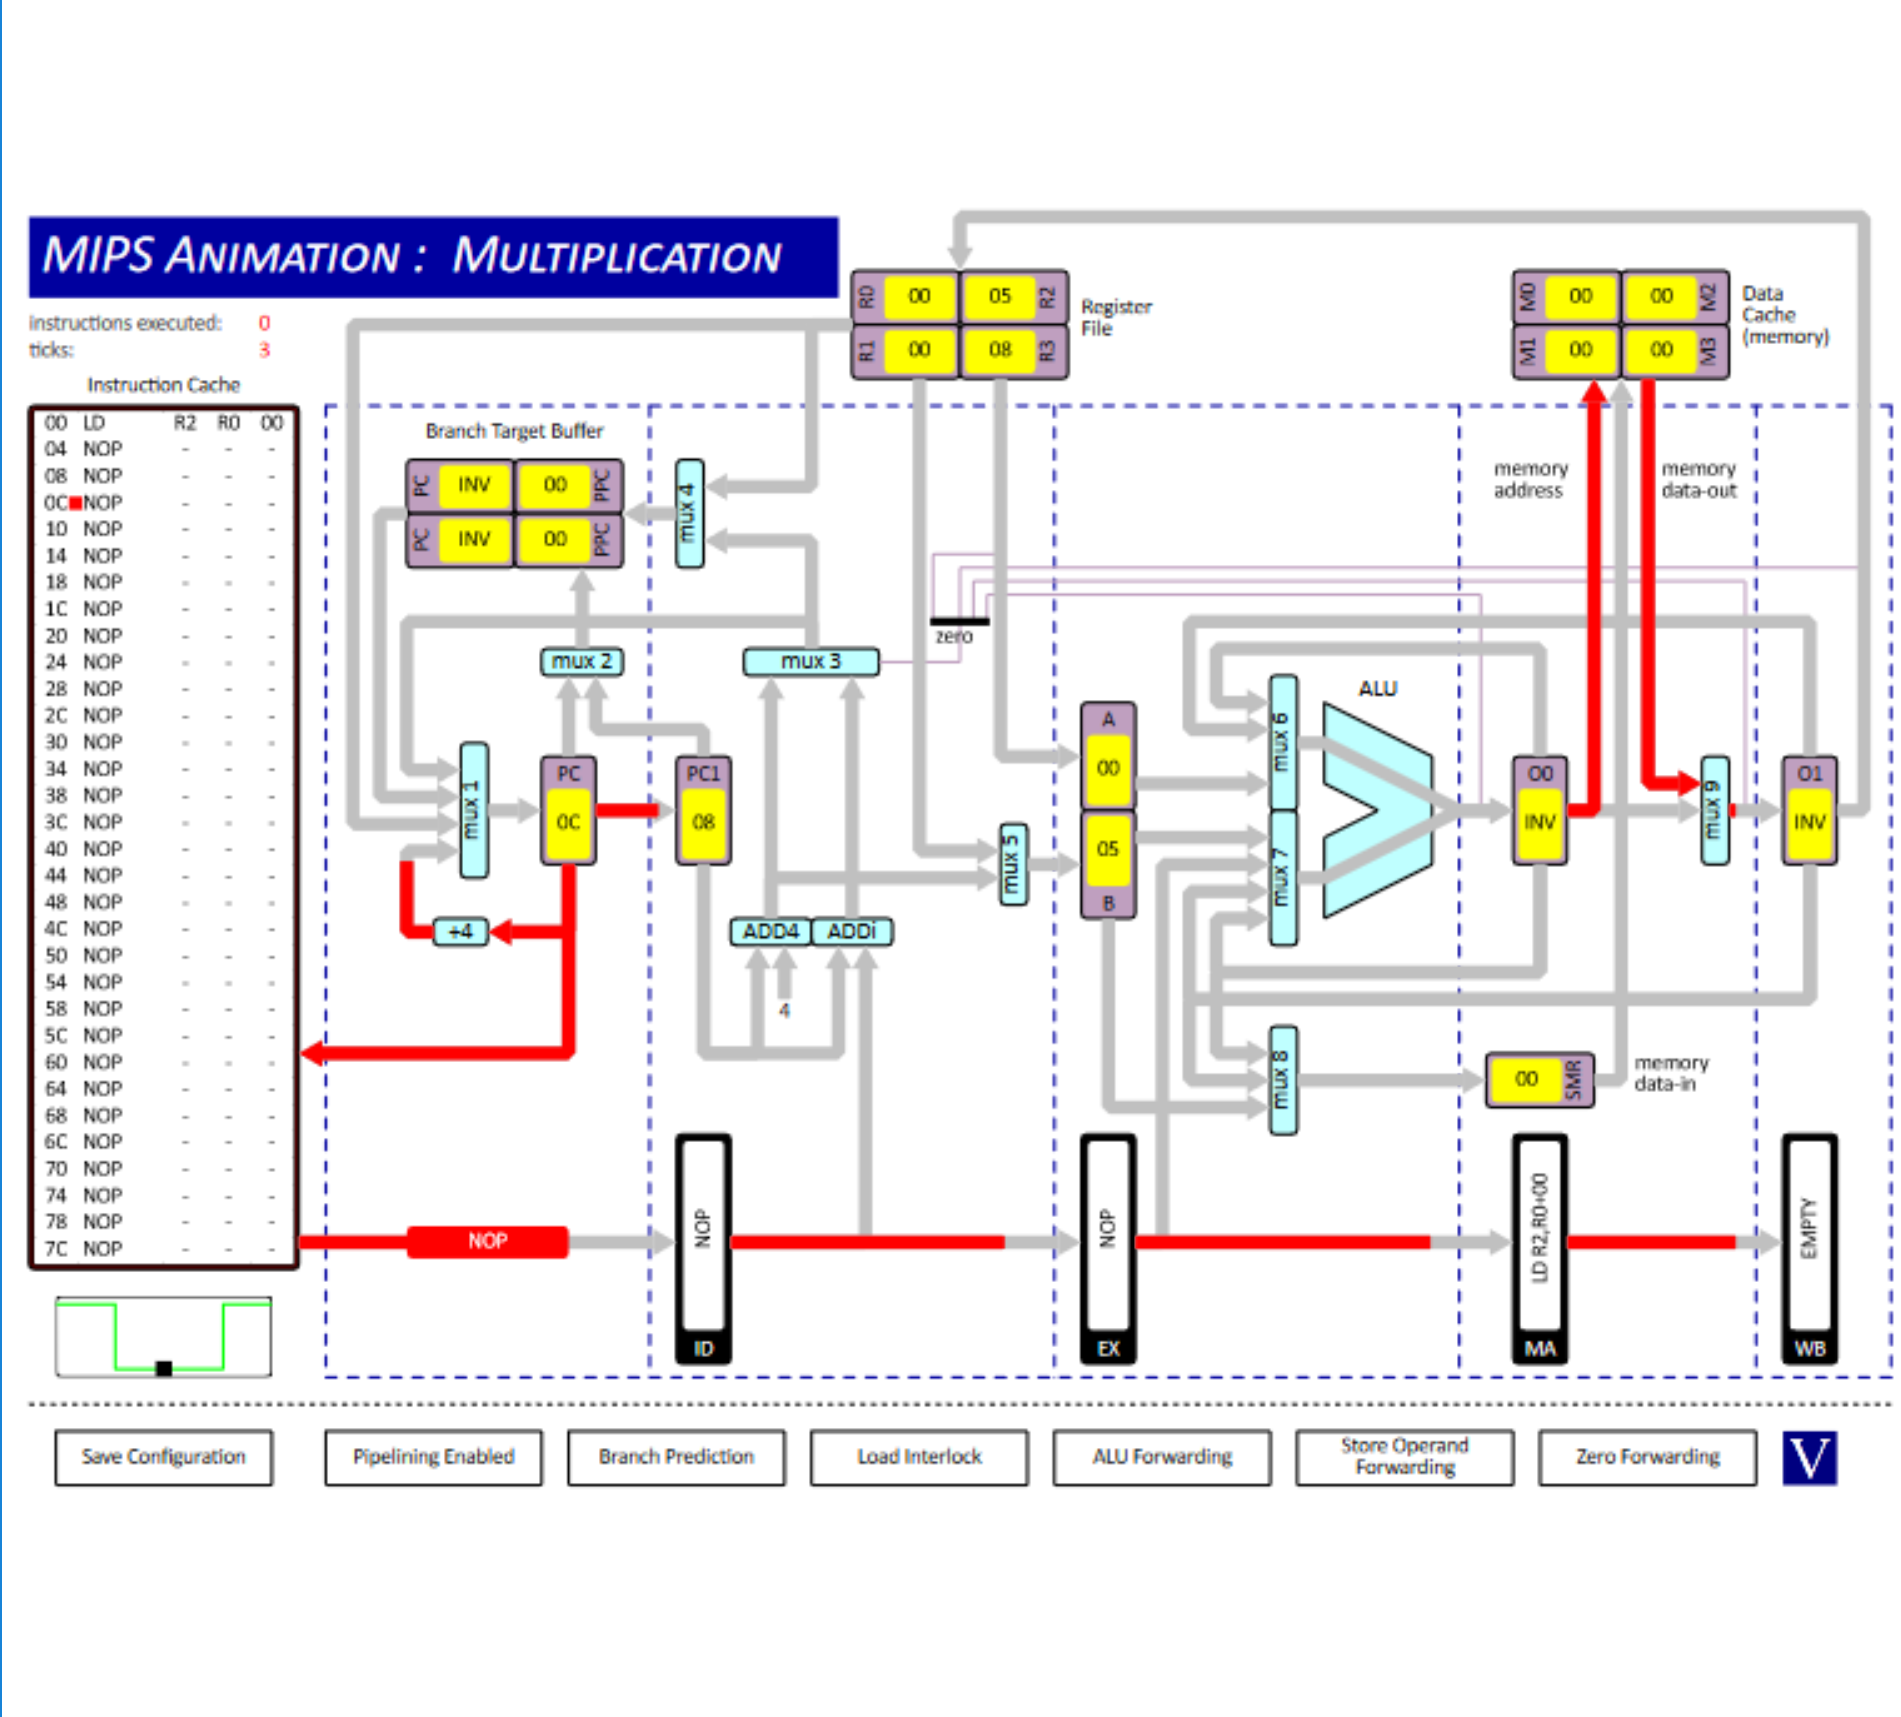 MIPS ANIMATION : MULTIPLICATION
instructions executed: 0
ticks: 3
Instruction Cache
00 LD R2 R0 00
04 NOP - - -
08 NOP - - -
0C NOP - - -
10 NOP - - -
14 NOP - - -
18 NOP - - -
1C NOP - - -
20 NOP - - -
24 NOP - - -
28 NOP - - -
2C NOP - - -
30 NOP - - -
34 NOP - - -
38 NOP - - -
3C NOP - - -
40 NOP - - -
44 NOP - - -
48 NOP - - -
4C NOP - - -
50 NOP - - -
54 NOP - - -
58 NOP - - -
5C NOP - - -
60 NOP - - -
64 NOP - - -
68 NOP - - -
6C NOP - - -
70 NOP - - -
74 NOP - - -
78 NOP - - -
7C NOP - - -
R0 00 05 R2
R1 00 08 R3
Register
File
M0 00 00 M2
M1 00 00 M3
Data
Cache
(memory)
Branch Target Buffer
PC INV 00 PPC
PC INV 00 PPC
mux 4
memory
address
memory
data-out
zero
mux 2
mux 3
mux 1
PC
0C
PC1
08
+4
ADD4
ADDi
4
mux 5
A
00
05
B
mux 6
mux 7
ALU
mux 8
O0
INV
mux 9
O1
INV
00 SMR
memory
data-in
NOP
NOP
ID
NOP
EX
LD R2,R0+00
MA
EMPTY
WB
Save Configuration
Pipelining Enabled
Branch Prediction
Load Interlock
ALU Forwarding
Store Operand
Forwarding
Zero Forwarding
V